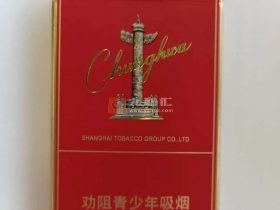 Chunghwa
SHANGHAI TOBACCO GROUP CO., LTD.
劝阻青少年吸烟